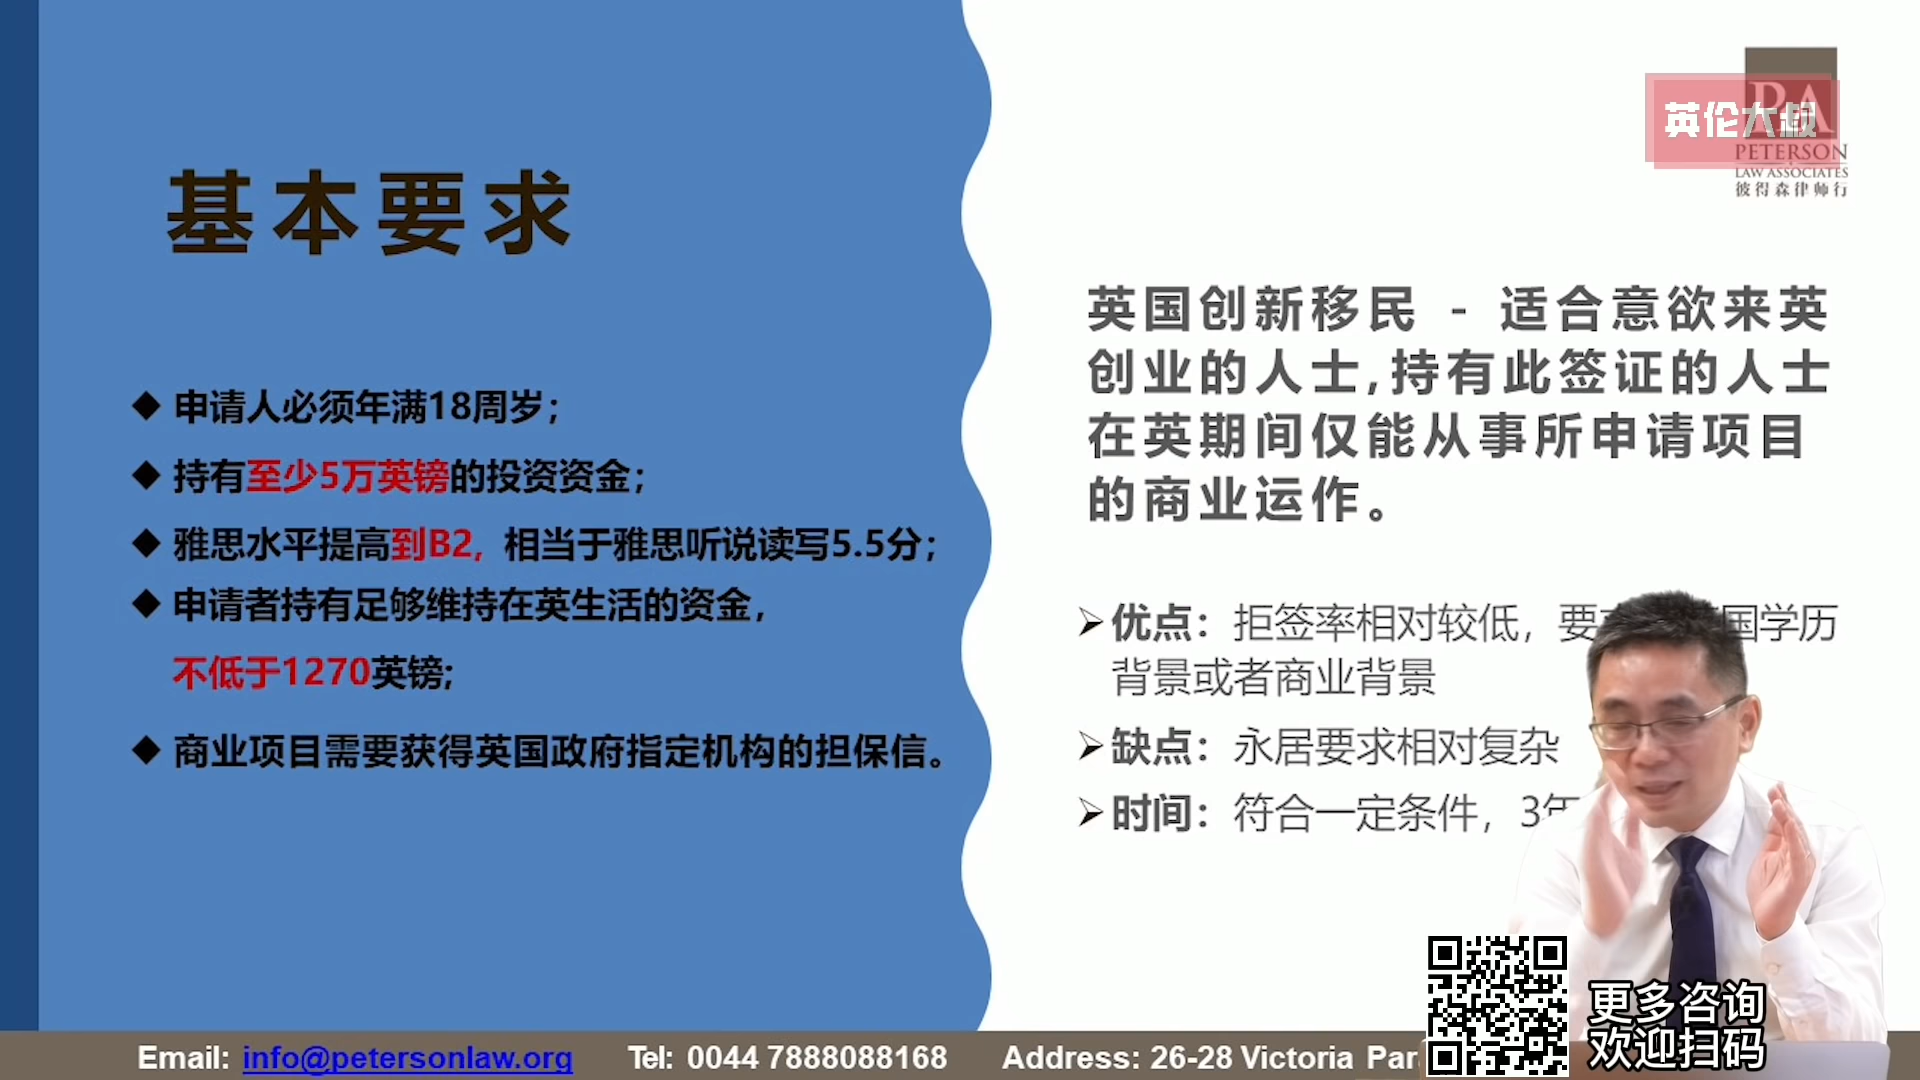 基本要求
◆ 申请人必须年满18周岁；
◆ 持有至少5万英镑的投资资金；
◆ 雅思水平提高到B2，相当于雅思听说读写5.5分；
◆ 申请者持有足够维持在英生活的资金，
不低于1270英镑;
◆ 商业项目需要获得英国政府指定机构的担保信。
英伦大叔
PA
PETERSON
LAW ASSOCIATES
彼得森律师行
英国创新移民 - 适合意欲来英
创业的人士,持有此签证的人士
在英期间仅能从事所申请项目
的商业运作。
➢ 优点：拒签率相对较低，要 国学历
背景或者商业背景
➢ 缺点：永居要求相对复杂
➢ 时间：符合一定条件，3年
更多咨询
欢迎扫码
Email: info@petersonlaw.org Tel: 0044 7888088168 Address: 26-28 Victoria